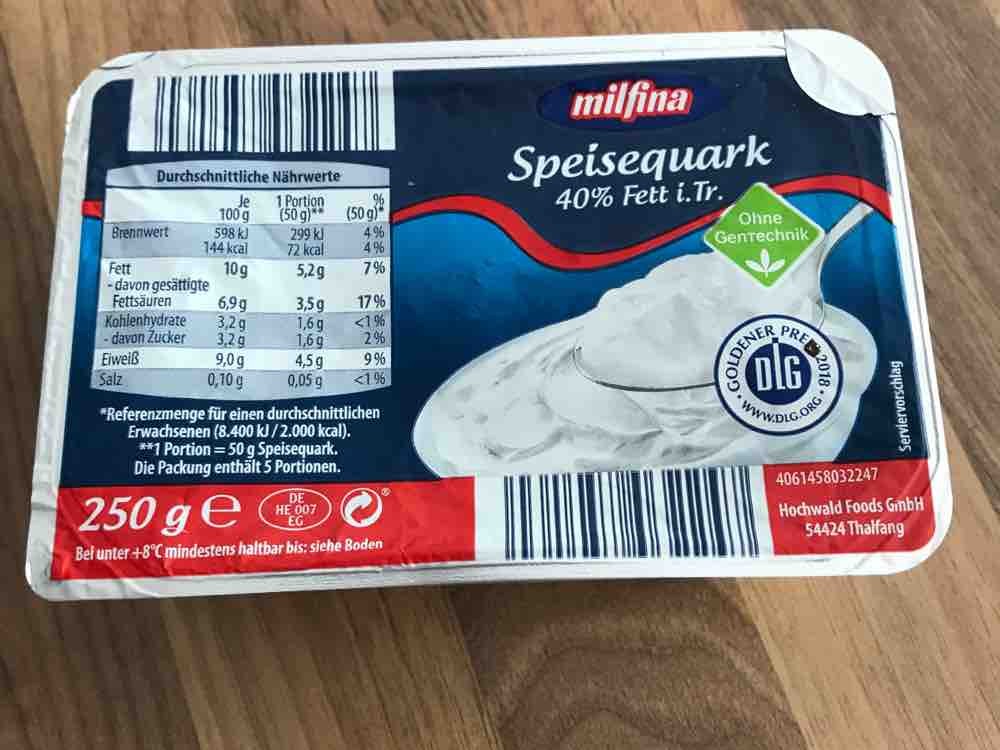 milfina
Speisequark
40% Fett i.Tr.
Ohne
GenTechnik
GOLDENER PREIS 2018
DLG
WWW.DLG.ORG
Serviervorschlag
Durchschnittliche Nährwerte
Je 100 g 1 Portion (50 g)** % (50 g)*
Brennwert 598 kJ 299 kJ 4 %
144 kcal 72 kcal 4 %
Fett 10 g 5,2 g 7 %
- davon gesättigte
Fettsäuren 6,9 g 3,5 g 17 %
Kohlenhydrate 3,2 g 1,6 g <1 %
- davon Zucker 3,2 g 1,6 g 2 %
Eiweiß 9,0 g 4,5 g 9 %
Salz 0,10 g 0,05 g <1 %
*Referenzmenge für einen durchschnittlichen
Erwachsenen (8.400 kJ / 2.000 kcal).
**1 Portion = 50 g Speisequark.
Die Packung enthält 5 Portionen.
250 g e
DE
HE 007
EG
®
Bei unter +8°C mindestens haltbar bis: siehe Boden
4061458032247
Hochwald Foods GmbH
54424 Thalfang